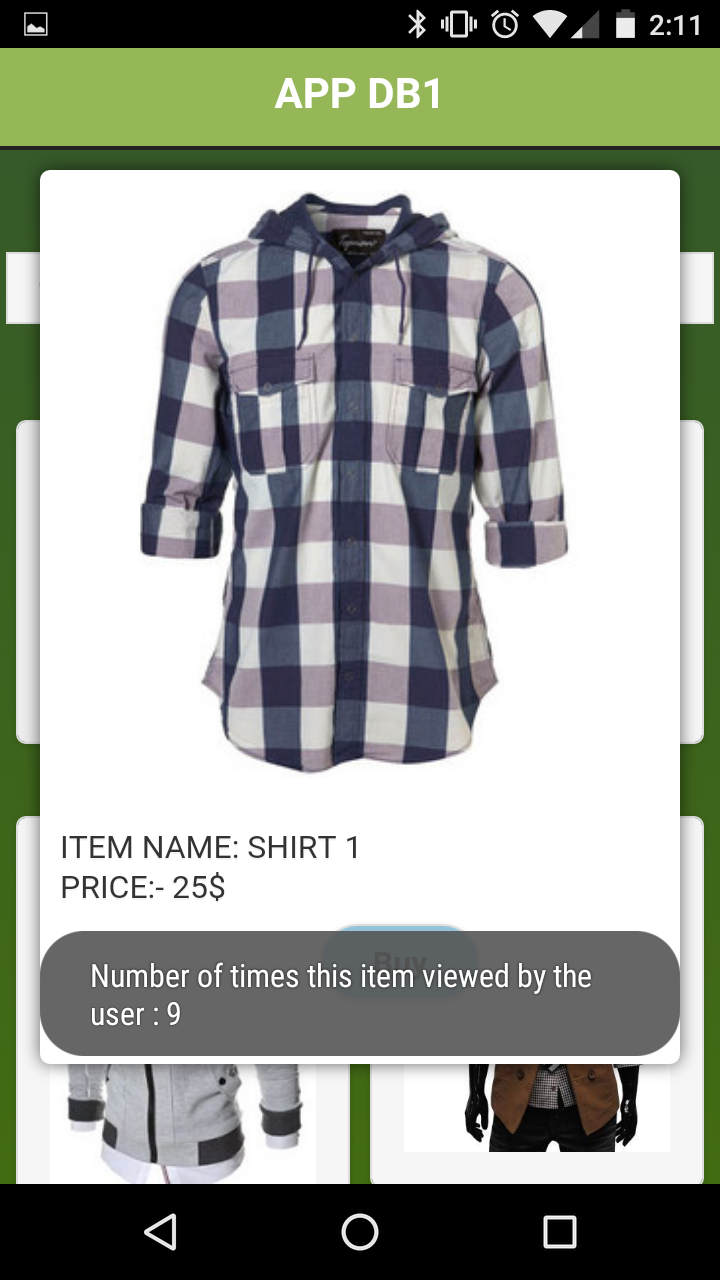 2:11
APP DB1
ITEM NAME: SHIRT 1
PRICE:- 25$
Buy
Number of times this item viewed by the
user : 9